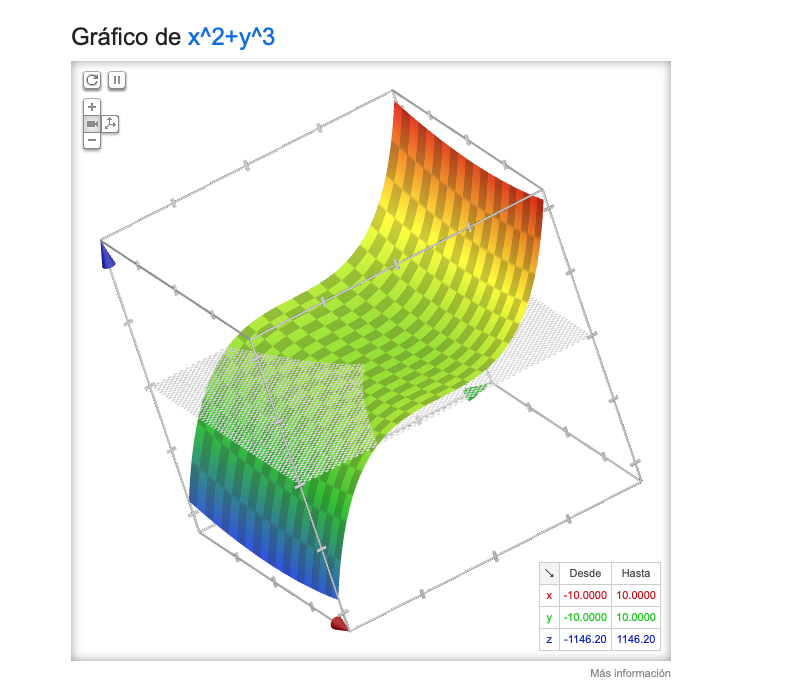 Gráfico de x^2+y^3
Desde Hasta
x -10.0000 10.0000
y -10.0000 10.0000
z -1146.20 1146.20
Más información